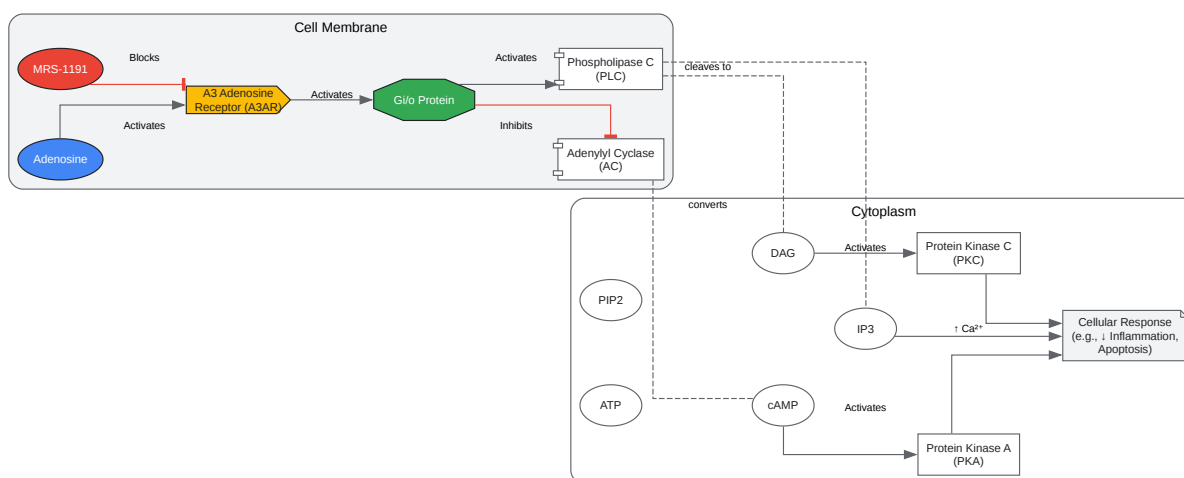 Cell Membrane
MRS-1191
Blocks
A3 Adenosine
Receptor (A3AR)
Activates
Gi/o Protein
Activates
Phospholipase C
(PLC)
cleaves to
Adenosine
Activates
Inhibits
Adenylyl Cyclase
(AC)
converts
Cytoplasm
DAG
Activates
Protein Kinase C
(PKC)
PIP2
IP3
↑ Ca²⁺
Cellular Response
(e.g., ↓ Inflammation,
Apoptosis)
ATP
cAMP
Activates
Protein Kinase A
(PKA)